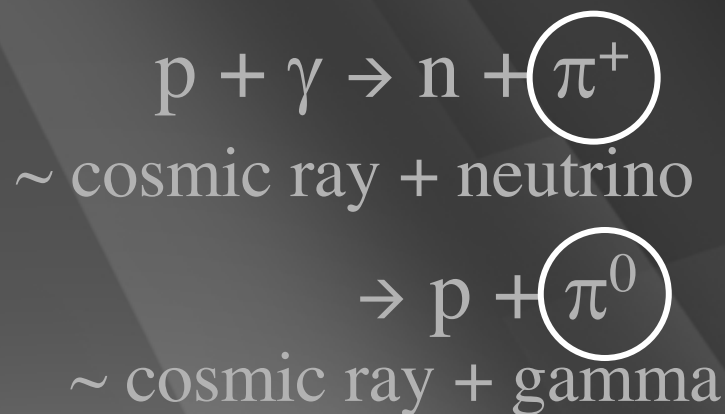 p + γ → n + π⁺
~ cosmic ray + neutrino
→ p + π⁰
~ cosmic ray + gamma